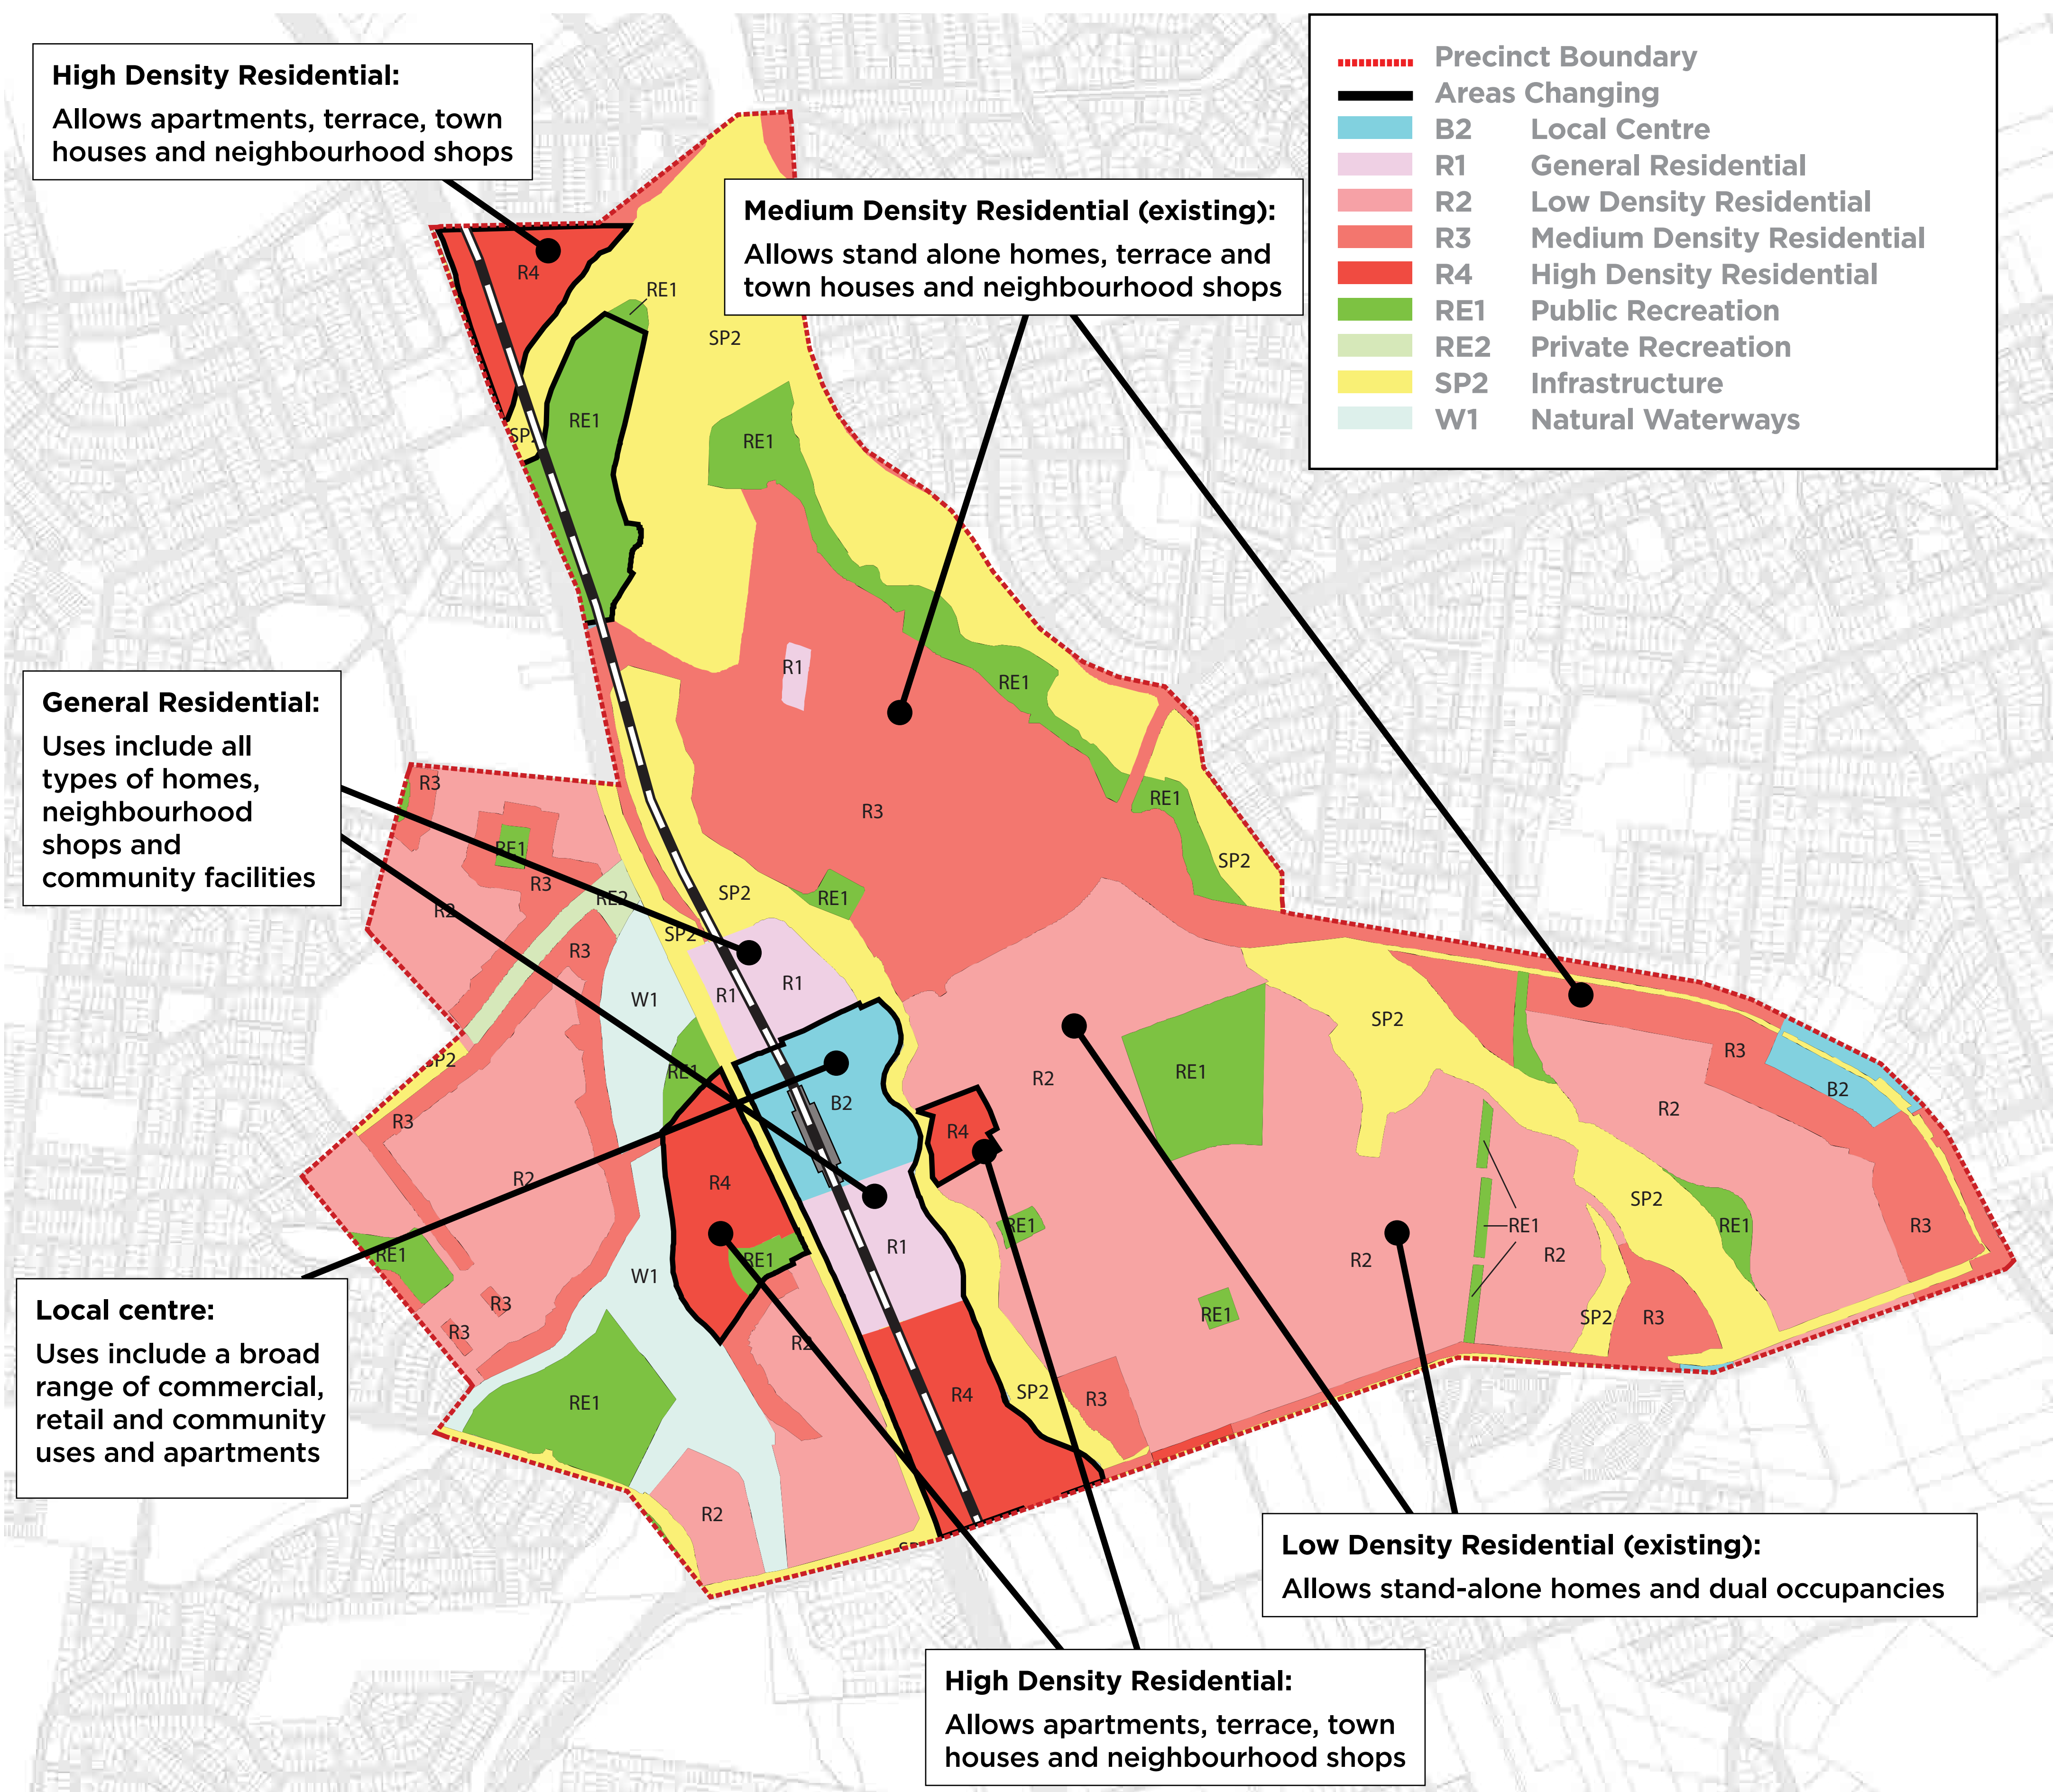 High Density Residential:
Allows apartments, terrace, town
houses and neighbourhood shops
Medium Density Residential (existing):
Allows stand alone homes, terrace and
town houses and neighbourhood shops
Precinct Boundary
Areas Changing
B2 Local Centre
R1 General Residential
R2 Low Density Residential
R3 Medium Density Residential
R4 High Density Residential
RE1 Public Recreation
RE2 Private Recreation
SP2 Infrastructure
W1 Natural Waterways
R4
RE1
SP2
RE1
RE1
SP2
R1
RE1
General Residential:
Uses include all
types of homes,
neighbourhood
shops and
community facilities
R3
RE1
R3
R2
RE2
R3
R3
RE1
SP2
SP2
RE1
SP2
W1
R1
R1
RE1
SP2
R3
B2
R2
RE1
SP2
RE1
R2
R3
B2
R4
R2
R4
SP2
RE1
R3
RE1
R2
R2
RE1
RE1
W1
RE1
R1
R3
R3
R2
RE1
SP2
R3
Local centre:
Uses include a broad
range of commercial,
retail and community
uses and apartments
RE1
R4
SP2
R3
R2
Low Density Residential (existing):
Allows stand-alone homes and dual occupancies
High Density Residential:
Allows apartments, terrace, town
houses and neighbourhood shops